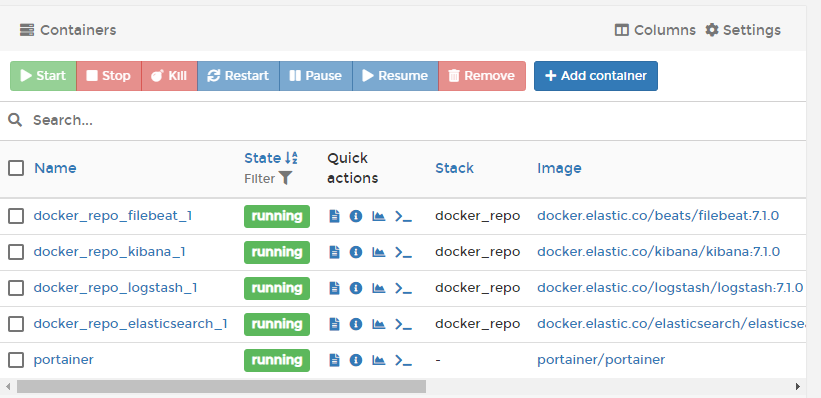 Containers Columns Settings
Start Stop Kill Restart Pause Resume Remove Add container
Search...
Name State Filter Quick actions Stack Image
docker_repo_filebeat_1 running docker_repo docker.elastic.co/beats/filebeat:7.1.0
docker_repo_kibana_1 running docker_repo docker.elastic.co/kibana/kibana:7.1.0
docker_repo_logstash_1 running docker_repo docker.elastic.co/logstash/logstash:7.1.0
docker_repo_elasticsearch_1 running docker_repo docker.elastic.co/elasticsearch/elasticse
portainer running - portainer/portainer